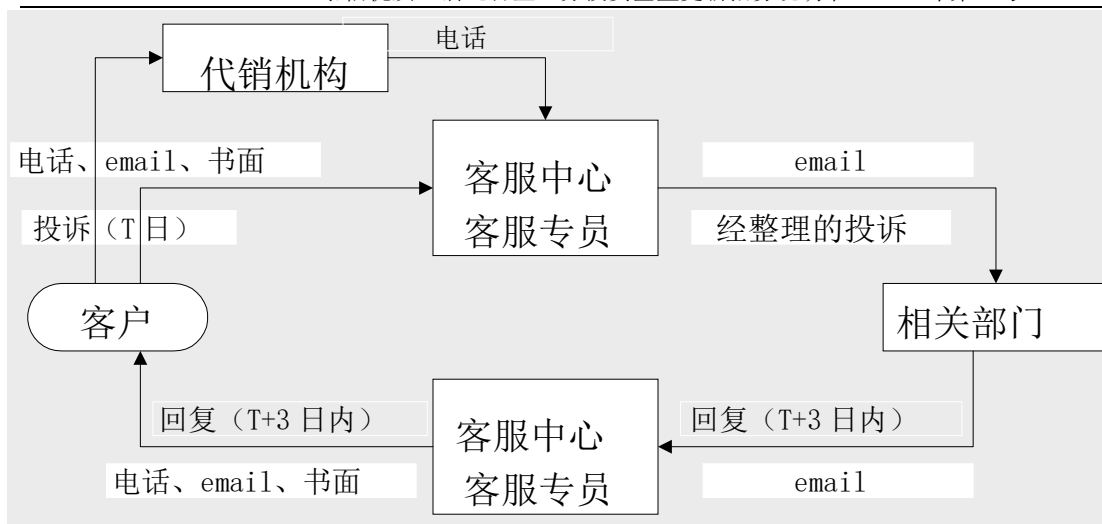 电话
代销机构
电话、email、书面
客服中心
客服专员
email
投诉（T 日）
经整理的投诉
客户
相关部门
回复（T+3 日内）
客服中心
客服专员
回复（T+3 日内）
电话、email、书面
email